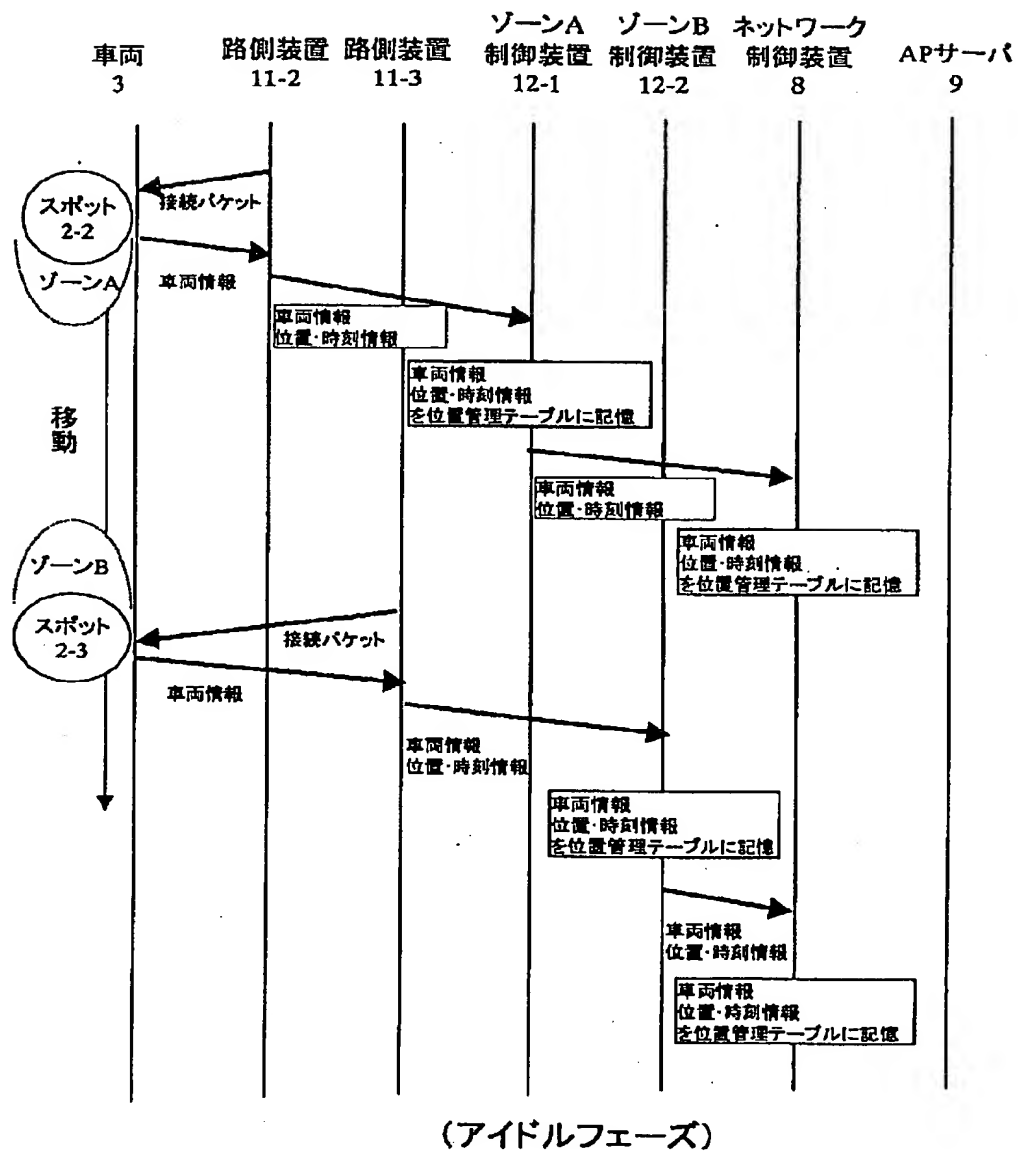 車両
3
路側装置
11-2
路側装置
11-3
ゾーンA
制御装置
12-1
ゾーンB
制御装置
12-2
ネットワーク
制御装置
8
APサーバ
9
スポット
2-2
接続パケット
ゾーンA
車両情報
車両情報
位置・時刻情報
車両情報
位置・時刻情報
を位置管理テーブルに記憶
移動
車両情報
位置・時刻情報
車両情報
位置・時刻情報
を位置管理テーブルに記憶
ゾーンB
スポット
2-3
接続パケット
車両情報
車両情報
位置・時刻情報
車両情報
位置・時刻情報
を位置管理テーブルに記憶
車両情報
位置・時刻情報
車両情報
位置・時刻情報
を位置管理テーブルに記憶
(アイドルフェーズ)